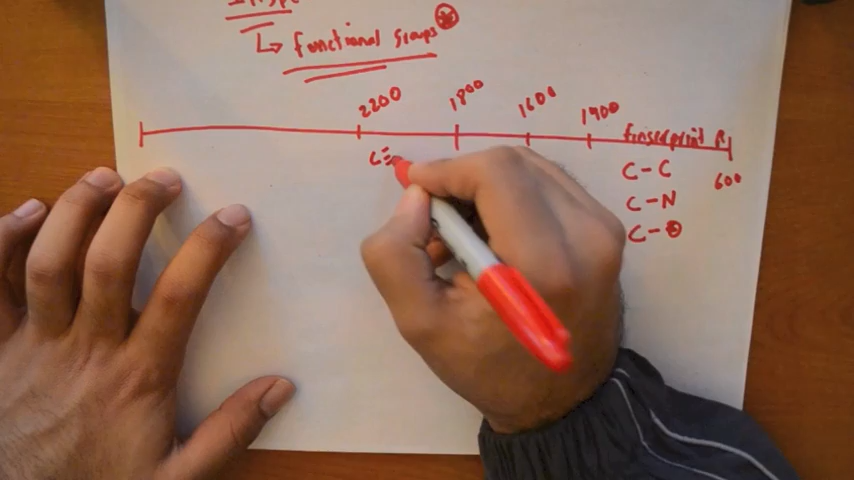 functional Groups
2200 1800 1600 1400
fingerprint R
C≡
C-C
600
C-N
C-O